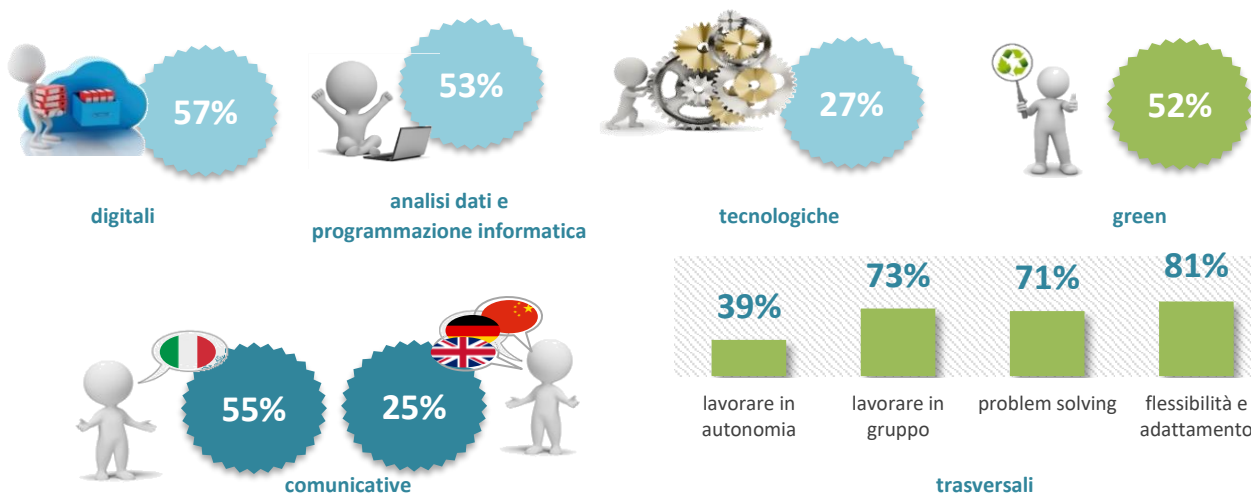 57%
53%
27%
52%
digitali
analisi dati e
programmazione informatica
tecnologiche
green
55%
25%
comunicative
39%
73%
71%
81%
lavorare in
autonomia
lavorare in
gruppo
problem solving
flessibilità e
adattamento
trasversali